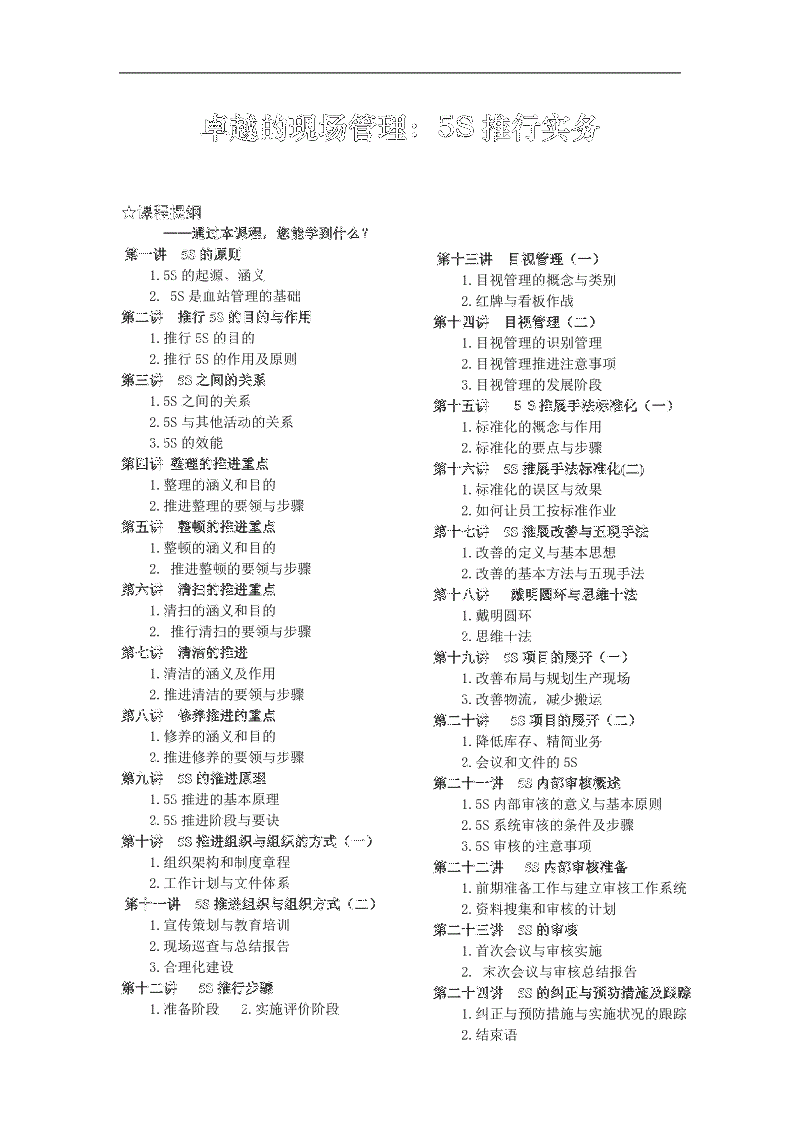 卓越的现场管理：5S 推行实务
☆课程提纲
——通过本课程，您能学到什么？
第一讲 5S 的原则
1.5S 的起源、涵义
2. 5S 是血站管理的基础
第二讲 推行 5S 的目的与作用
1.推行 5S 的目的
2.推行 5S 的作用及原则
第三讲 5S 之间的关系
1.5S 之间的关系
2.5S 与其他活动的关系
3.5S 的效能
第四讲 整理的推进重点
1.整理的涵义和目的
2.推进整理的要领与步骤
第五讲 整顿的推进重点
1.整顿的涵义和目的
2. 推进整顿的要领与步骤
第六讲 清扫的推进重点
1.清扫的涵义和目的
2. 推行清扫的要领与步骤
第七讲 清洁的推进
1.清洁的涵义及作用
2.推进清洁的要领与步骤
第八讲 修养推进的重点
1.修养的涵义和目的
2.推进修养的要领与步骤
第九讲 5S 的推进原理
1.5S 推进的基本原理
2.5S 推进阶段与要诀
第十讲 5S 推进组织与组织的方式（一）
1.组织架构和制度章程
2.工作计划与文件体系
第十一讲 5S 推进组织与组织方式（二）
1.宣传策划与教育培训
2.现场巡查与总结报告
3.合理化建设
第十二讲 5S 推行步骤
1.准备阶段 2.实施评价阶段
第十三讲 目视管理（一）
1.目视管理的概念与类别
2.红牌与看板作战
第十四讲 目视管理（二）
1.目视管理的识别管理
2.目视管理推进注意事项
3.目视管理的发展阶段
第十五讲 5 S 推展手法标准化（一）
1.标准化的概念与作用
2.标准化的要点与步骤
第十六讲 5S 推展手法标准化(二)
1.标准化的误区与效果
2.如何让员工按标准作业
第十七讲 5S 推展改善与五现手法
1.改善的定义与基本思想
2.改善的基本方法与五现手法
第十八讲 戴明圆环与思维十法
1.戴明圆环
2.思维十法
第十九讲 5S 项目的展开（一）
1.改善布局与规划生产现场
3.改善物流，减少搬运
第二十讲 5S 项目的展开（二）
1.降低库存、精简业务
2.会议和文件的 5S
第二十一讲 5S 内部审核概述
1.5S 内部审核的意义与基本原则
2.5S 系统审核的条件及步骤
3.5S 审核的注意事项
第二十二讲 5S 内部审核准备
1.前期准备工作与建立审核工作系统
2.资料搜集和审核的计划
第二十三讲 5S 的审核
1.首次会议与审核实施
2. 末次会议与审核总结报告
第二十四讲 5S 的纠正与预防措施及跟踪
1.纠正与预防措施与实施状况的跟踪
2.结束语